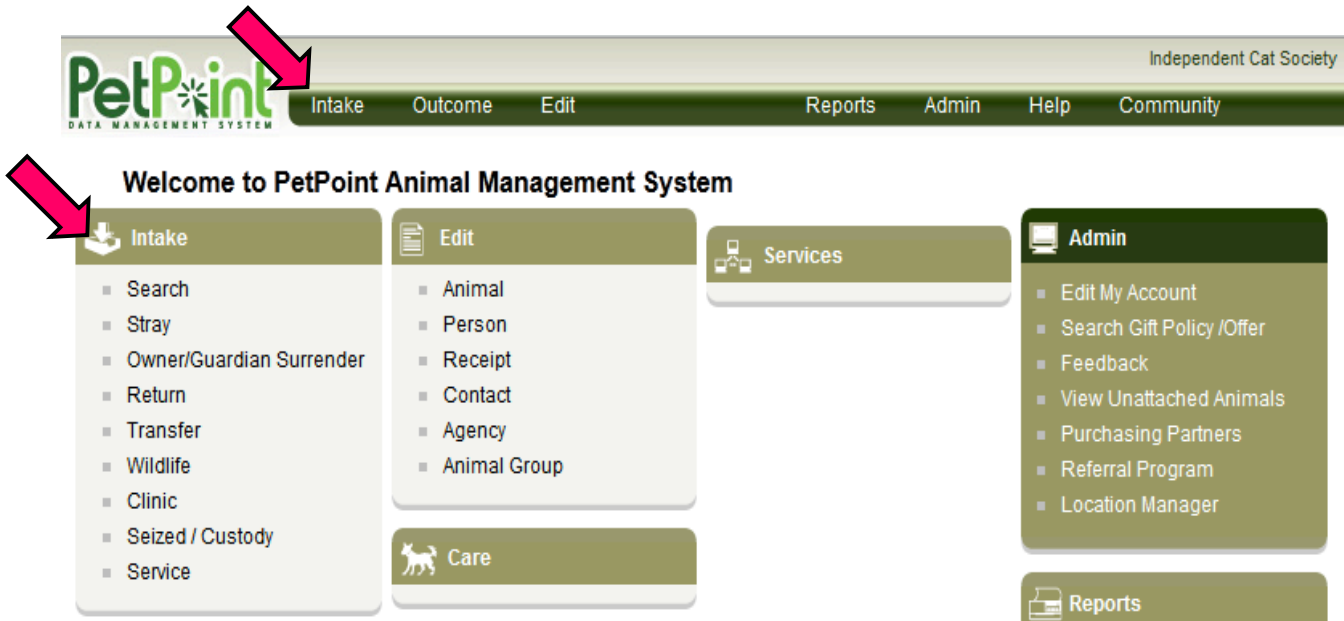 Independent Cat Society
PetPoint
DATA MANAGEMENT SYSTEM
Intake Outcome Edit Reports Admin Help Community
Welcome to PetPoint Animal Management System
Intake
Search
Stray
Owner/Guardian Surrender
Return
Transfer
Wildlife
Clinic
Seized / Custody
Service
Edit
Animal
Person
Receipt
Contact
Agency
Animal Group
Care
Services
Admin
Edit My Account
Search Gift Policy /Offer
Feedback
View Unattached Animals
Purchasing Partners
Referral Program
Location Manager
Reports